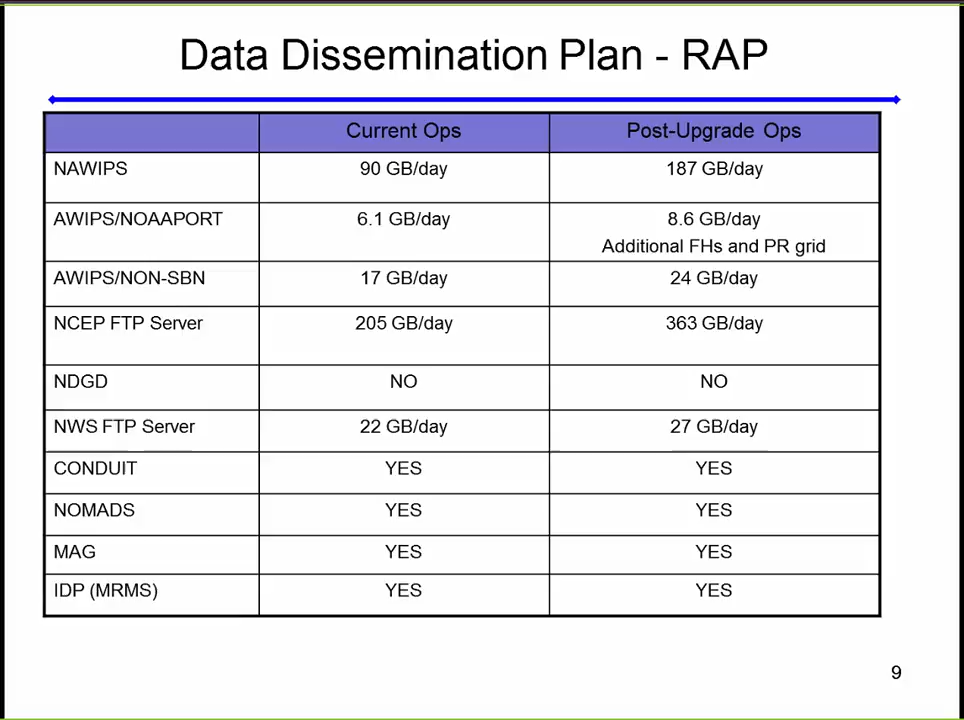 Data Dissemination Plan - RAP
Current Ops Post-Upgrade Ops
NAWIPS 90 GB/day 187 GB/day
AWIPS/NOAAPORT 6.1 GB/day 8.6 GB/day
Additional FHs and PR grid
AWIPS/NON-SBN 17 GB/day 24 GB/day
NCEP FTP Server 205 GB/day 363 GB/day
NDGD NO NO
NWS FTP Server 22 GB/day 27 GB/day
CONDUIT YES YES
NOMADS YES YES
MAG YES YES
IDP (MRMS) YES YES
9